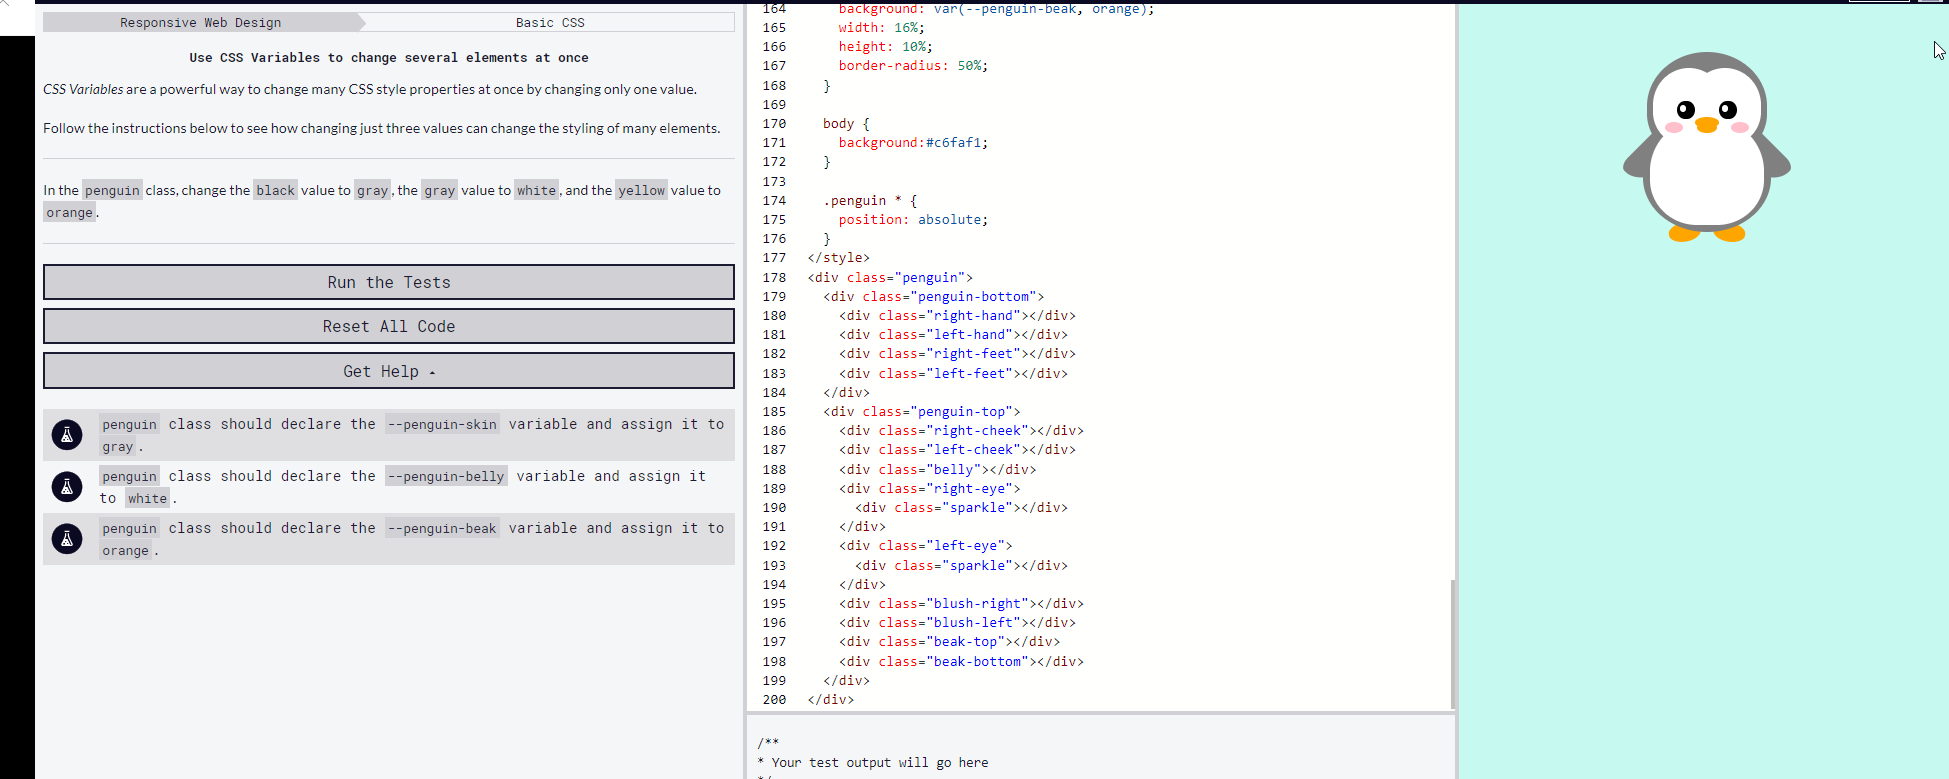 Responsive Web Design
Basic CSS
Use CSS Variables to change several elements at once
CSS Variables are a powerful way to change many CSS style properties at once by changing only one value.
Follow the instructions below to see how changing just three values can change the styling of many elements.
In the penguin class, change the black value to gray, the gray value to white, and the yellow value to
orange.
Run the Tests
Reset All Code
Get Help
penguin class should declare the --penguin-skin variable and assign it to
gray.
penguin class should declare the --penguin-belly variable and assign it
to white.
penguin class should declare the --penguin-beak variable and assign it to
orange.
164 background: var(--penguin-beak, orange);
165 width: 16%;
166 height: 10%;
167 border-radius: 50%;
168 }
169
170 body {
171 background:#c6faf1;
172 }
173
174 .penguin * {
175 position: absolute;
176 }
177 </style>
178 <div class="penguin">
179 <div class="penguin-bottom">
180 <div class="right-hand"></div>
181 <div class="left-hand"></div>
182 <div class="right-feet"></div>
183 <div class="left-feet"></div>
184 </div>
185 <div class="penguin-top">
186 <div class="right-cheek"></div>
187 <div class="left-cheek"></div>
188 <div class="belly"></div>
189 <div class="right-eye">
190 <div class="sparkle"></div>
191 </div>
192 <div class="left-eye">
193 <div class="sparkle"></div>
194 </div>
195 <div class="blush-right"></div>
196 <div class="blush-left"></div>
197 <div class="beak-top"></div>
198 <div class="beak-bottom"></div>
199 </div>
200 </div>
/**
* Your test output will go here